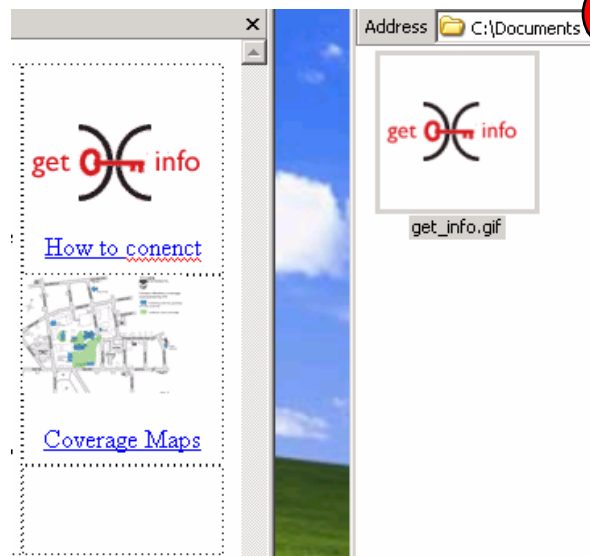 get info
How to conenct
Coverage Maps
Address C:\Documents
get info
get_info.gif